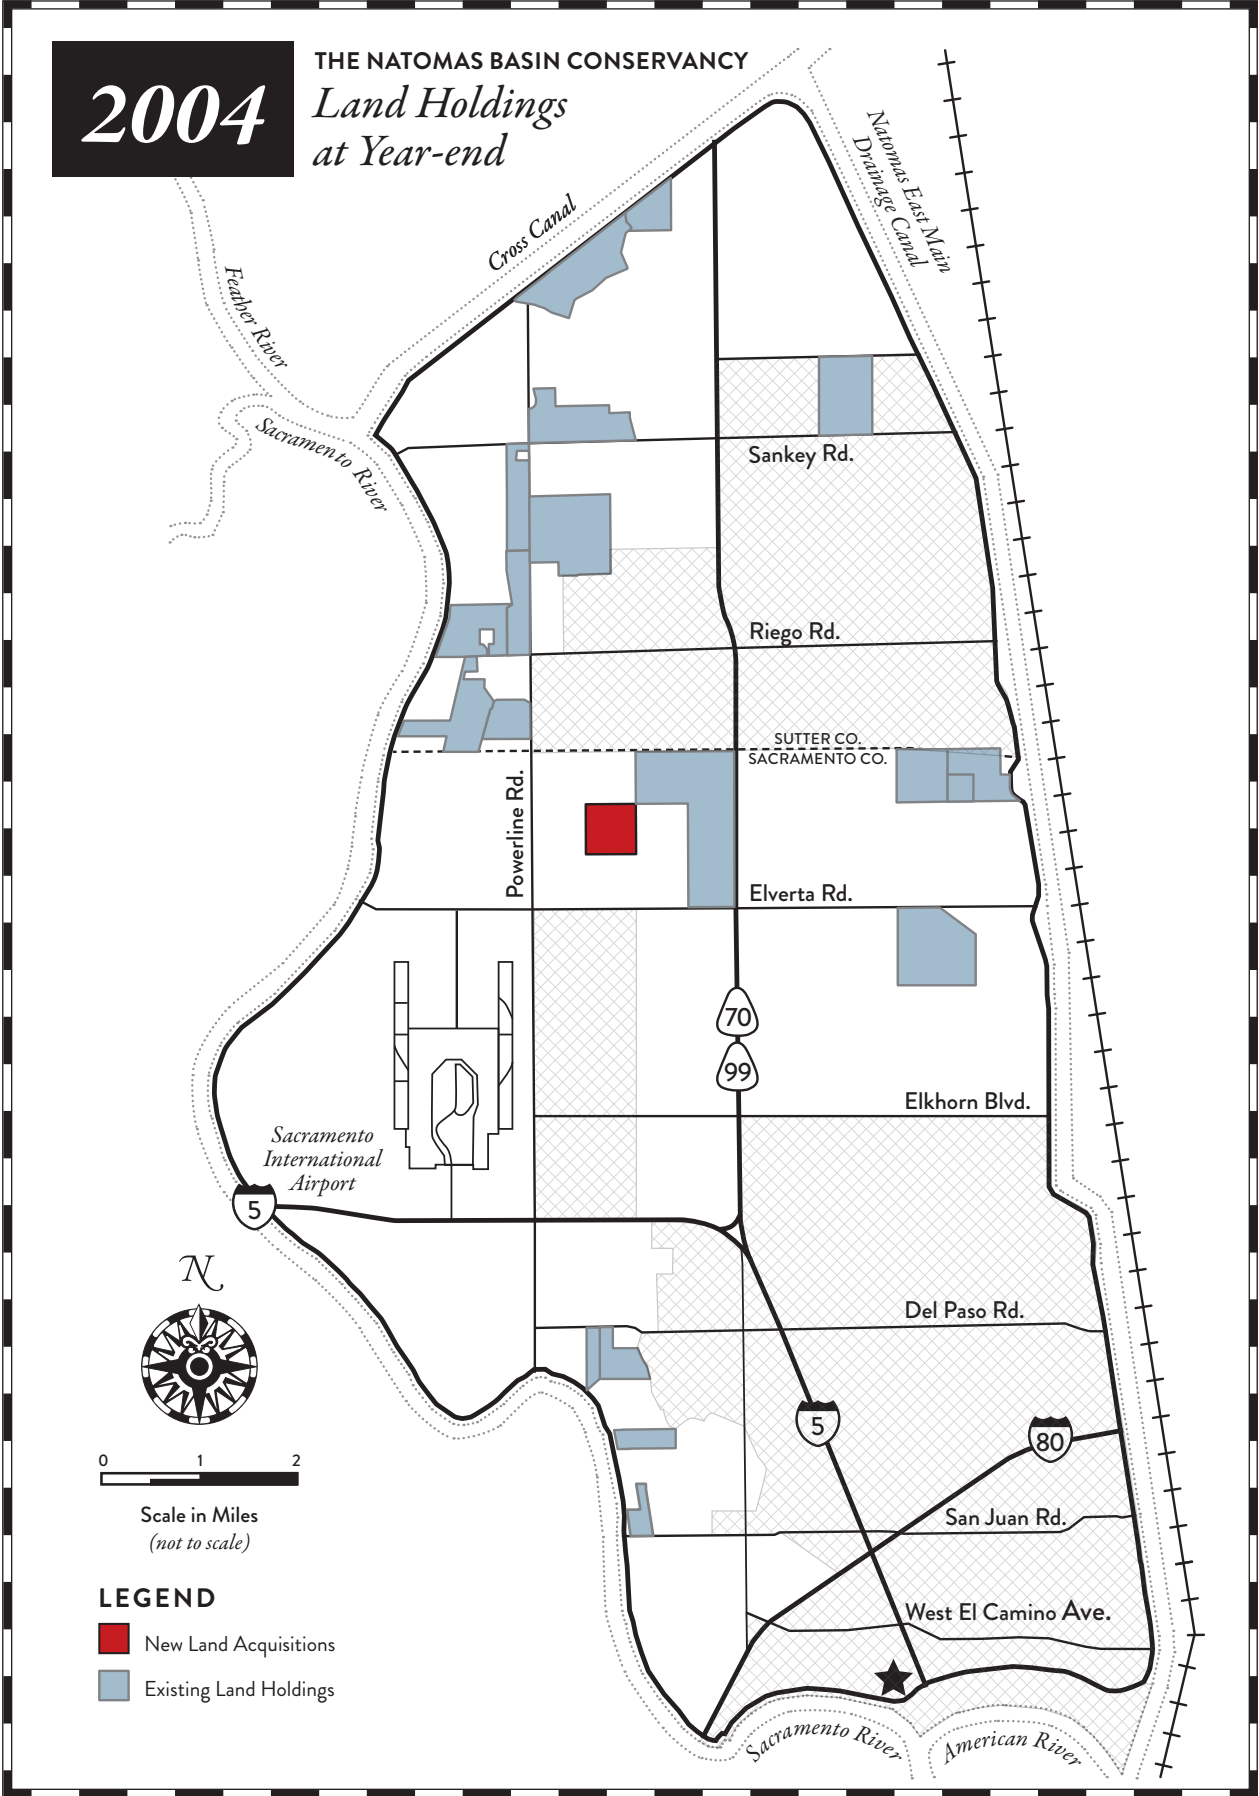 2004
THE NATOMAS BASIN CONSERVANCY
Land Holdings
at Year-end
Natomas East Main
Drainage Canal
Cross Canal
Feather River
Sacramento River
Sankey Rd.
Riego Rd.
SUTTER CO.
SACRAMENTO CO.
Powerline Rd.
Elverta Rd.
70
99
Elkhorn Blvd.
Sacramento
International
Airport
5
N
Del Paso Rd.
5
80
0 1 2
Scale in Miles
(not to scale)
San Juan Rd.
LEGEND
New Land Acquisitions
Existing Land Holdings
West El Camino Ave.
Sacramento River
American River